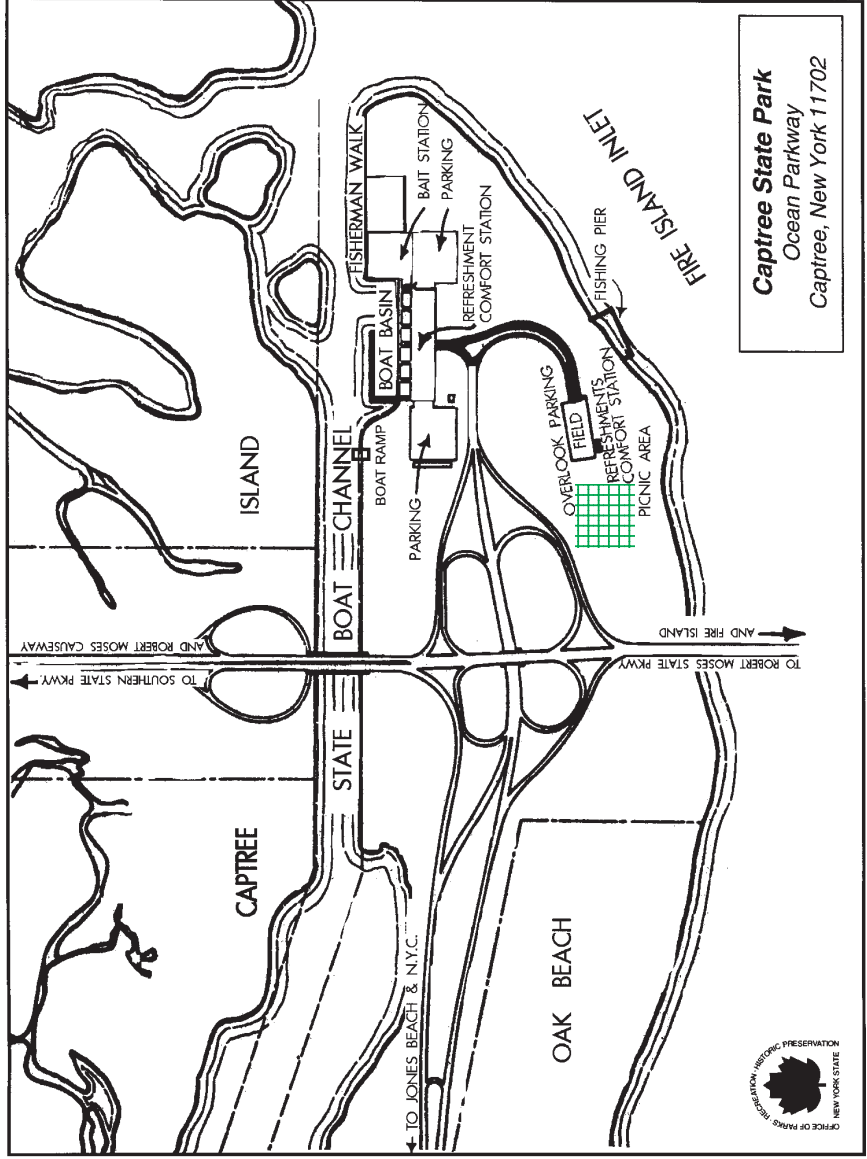 Captree State Park
Ocean Parkway
Captree, New York 11702
ISLAND
CAPTREE
STATE BOAT CHANNEL
FISHERMAN WALK
BOAT BASIN
BAIT STATION
PARKING
REFRESHMENT
COMFORT STATION
BOAT RAMP
PARKING
FIRE ISLAND INLET
FISHING PIER
OVERLOOK PARKING
FIELD
REFRESHMENTS
COMFORT STATION
PICNIC AREA
TO SOUTHERN STATE PKWY.
AND ROBERT MOSES CAUSEWAY
TO ROBERT MOSES STATE PKWY
AND FIRE ISLAND
TO JONES BEACH & N.Y.C.
OAK BEACH
OFFICE OF PARKS · RECREATION · HISTORIC PRESERVATION
NEW YORK STATE